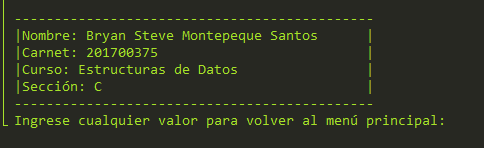 -------------------------------------------
|Nombre: Bryan Steve Montepeque Santos      |
|Carnet: 201700375                          |
|Curso: Estructuras de Datos                |
|Sección: C                                 |
-------------------------------------------
Ingrese cualquier valor para volver al menú principal: